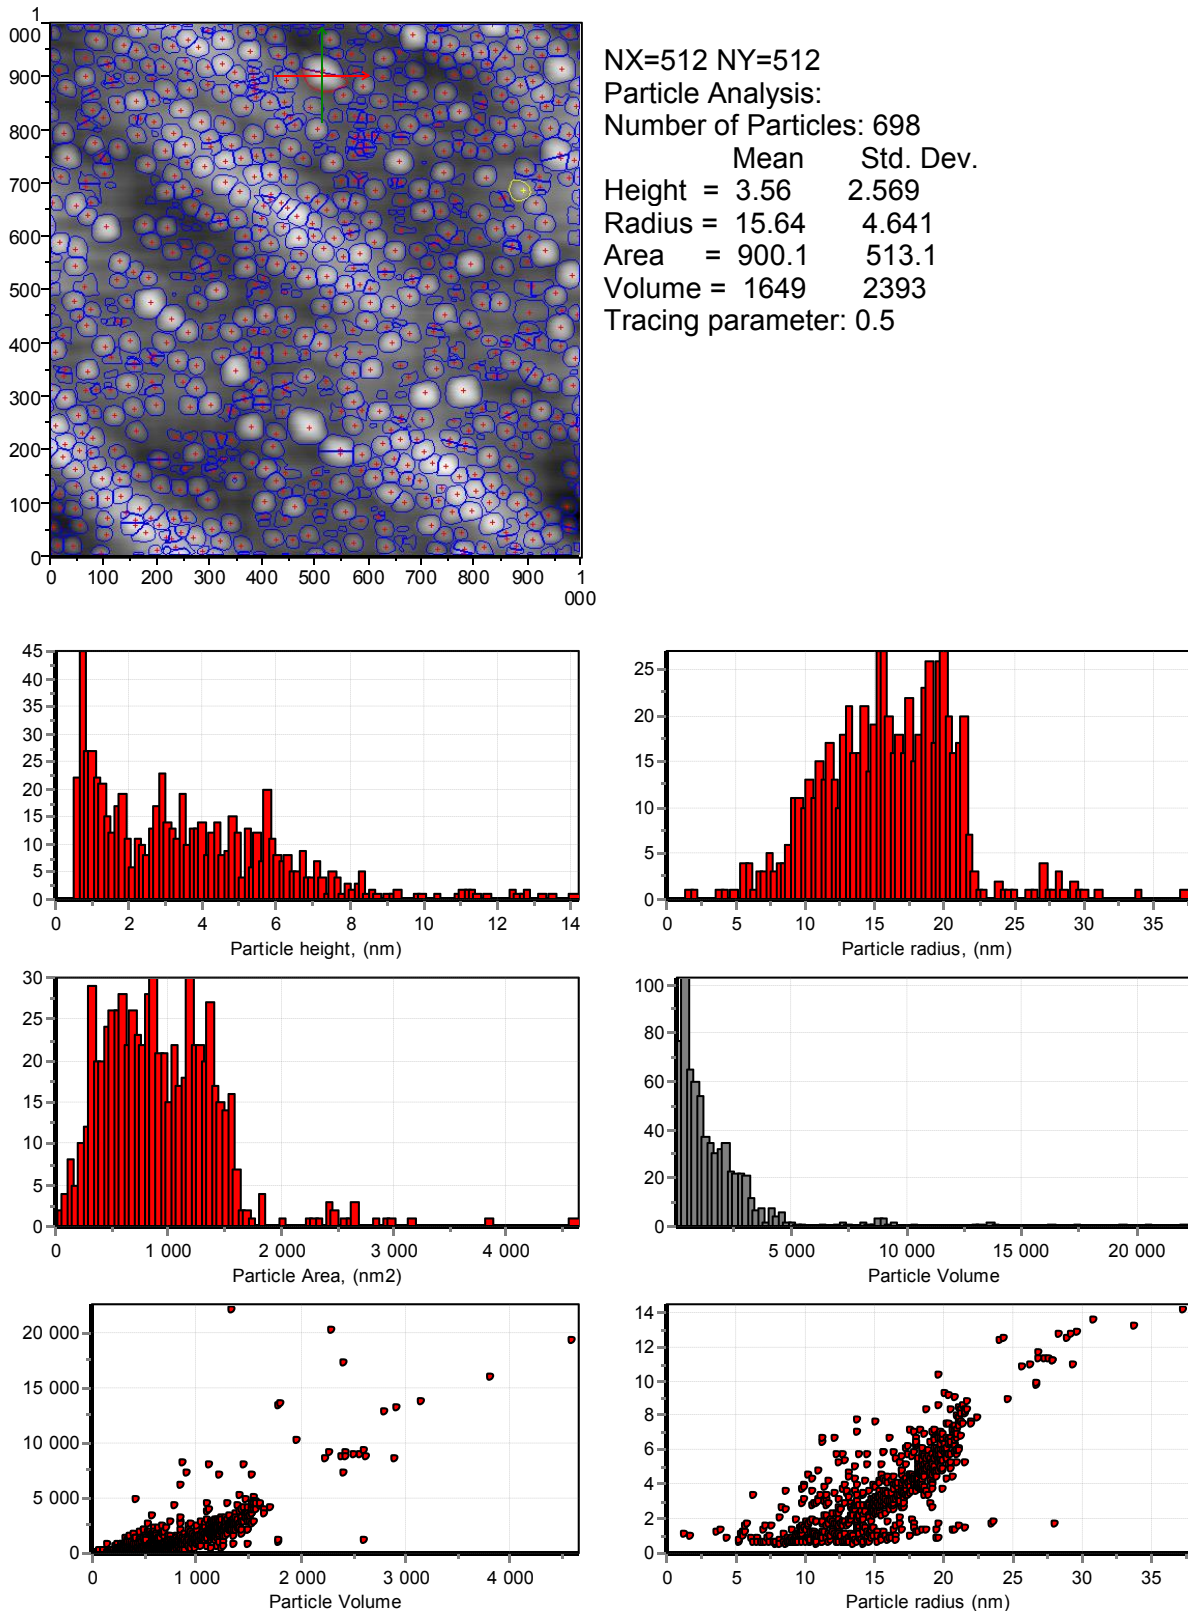 1
000
900
800
700
600
500
400
300
200
100
0
0 100 200 300 400 500 600 700 800 900 1
000
NX=512 NY=512
Particle Analysis:
Number of Particles: 698
Mean Std. Dev.
Height = 3.56 2.569
Radius = 15.64 4.641
Area = 900.1 513.1
Volume = 1649 2393
Tracing parameter: 0.5
45
40
35
30
25
20
15
10
5
0
0 2 4 6 8 10 12 14
Particle height, (nm)
25
20
15
10
5
0
0 5 10 15 20 25 30 35
Particle radius, (nm)
30
25
20
15
10
5
0
0 1 000 2 000 3 000 4 000
Particle Area, (nm2)
100
80
60
40
20
0
5 000 10 000 15 000 20 000
Particle Volume
20 000
15 000
10 000
5 000
0
0 1 000 2 000 3 000 4 000
Particle Volume
14
12
10
8
6
4
2
0
0 5 10 15 20 25 30 35
Particle radius (nm)